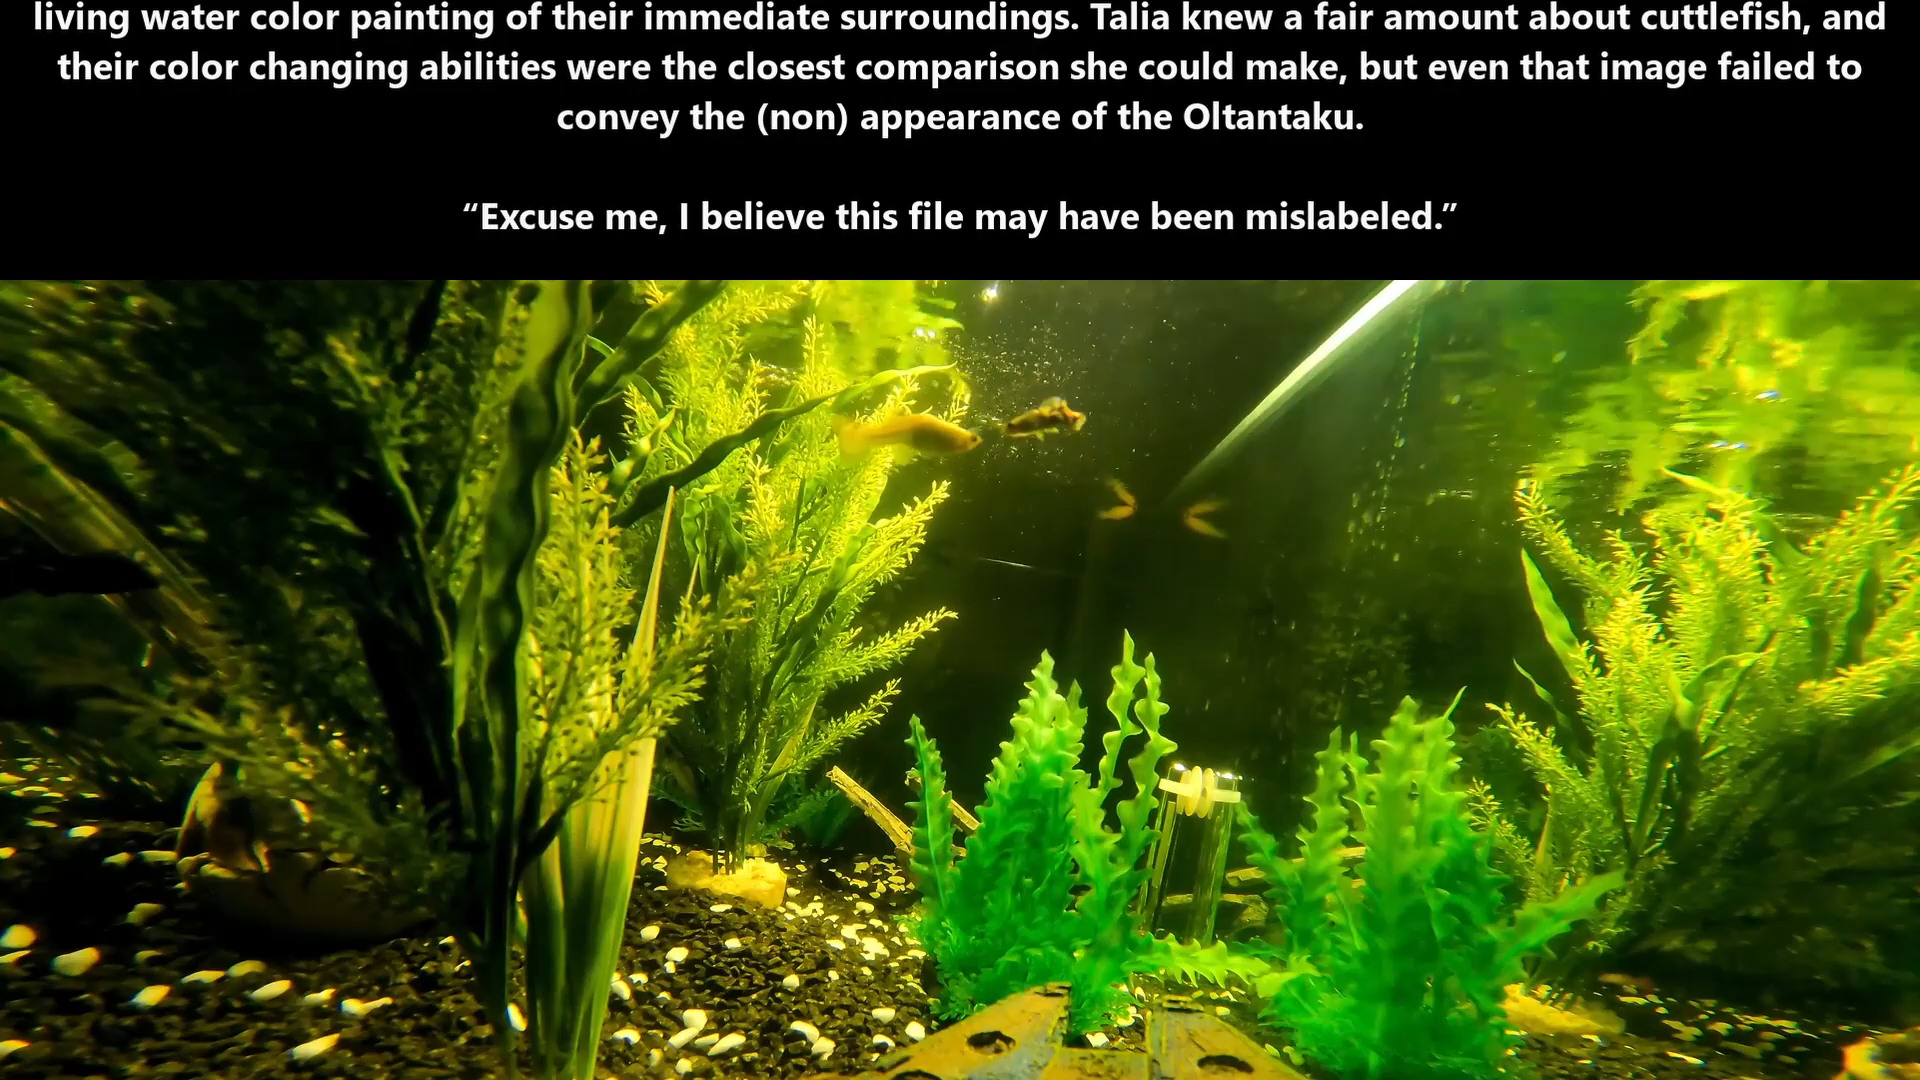 living water color painting of their immediate surroundings. Talia knew a fair amount about cuttlefish, and
their color changing abilities were the closest comparison she could make, but even that image failed to
convey the (non) appearance of the Oltantaku.
“Excuse me, I believe this file may have been mislabeled.”